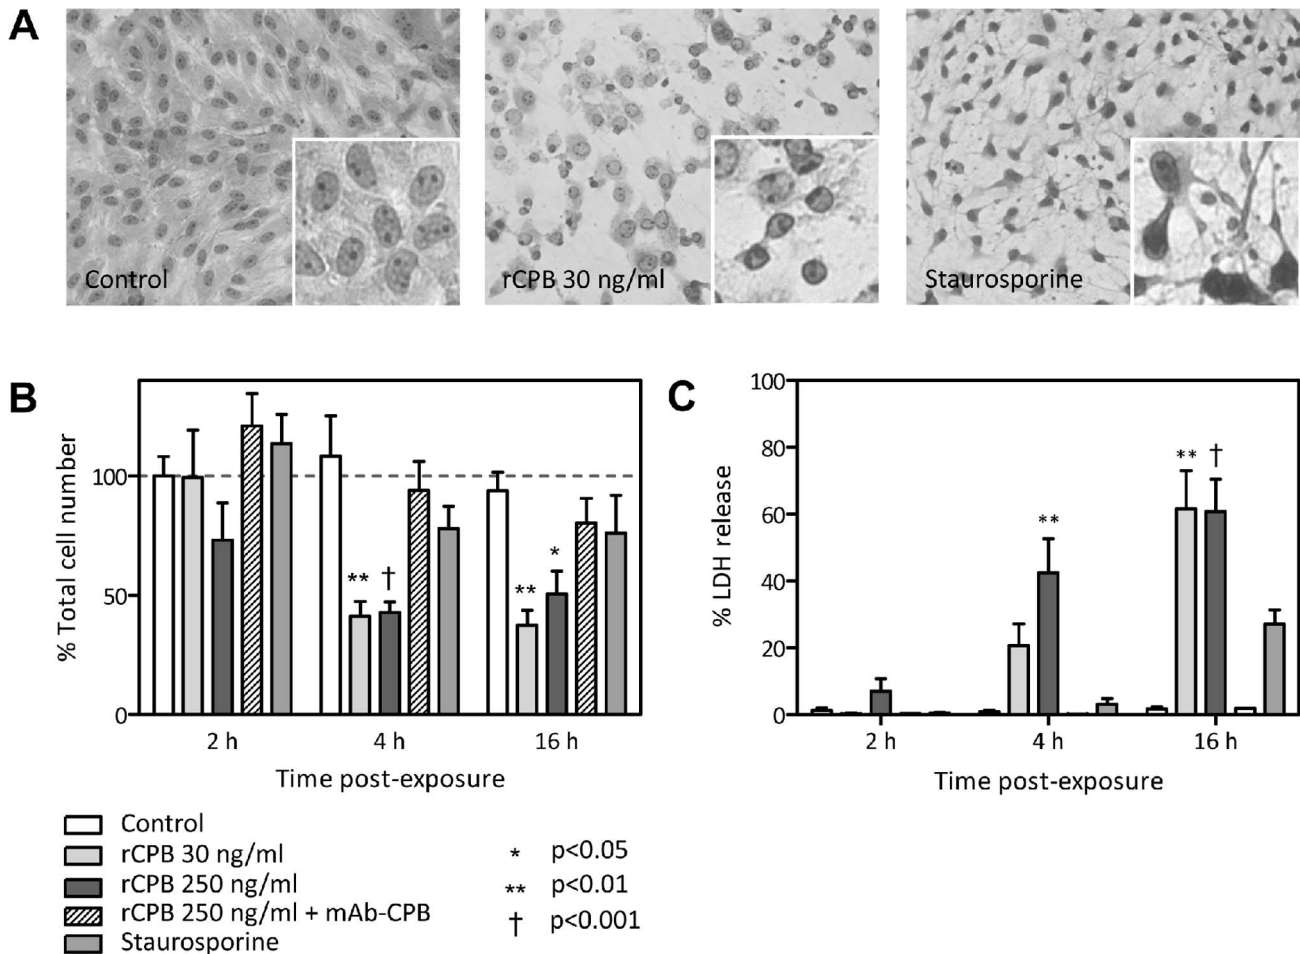 A
Control
rCPB 30 ng/ml
Staurosporine
B
% Total cell number
100
50
0
**
†
**
*
2 h
4 h
16 h
Time post-exposure
C
% LDH release
100
80
60
40
20
0
**
**
†
2 h
4 h
16 h
Time post-exposure
Control
rCPB 30 ng/ml
rCPB 250 ng/ml
rCPB 250 ng/ml + mAb-CPB
Staurosporine
* p<0.05
** p<0.01
† p<0.001